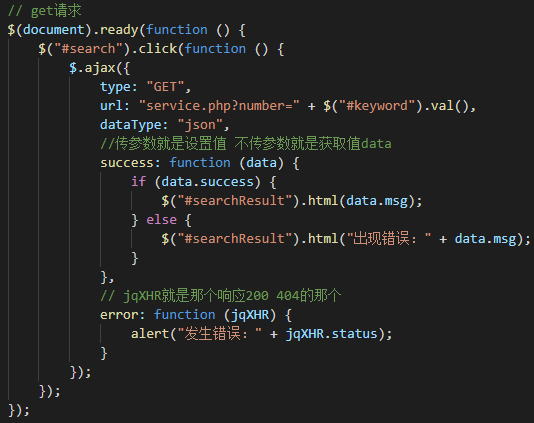 // get请求
$(document).ready(function () {
    $("#search").click(function () {
        $.ajax({
            type: "GET",
            url: "service.php?number=" + $("#keyword").val(),
            dataType: "json",
            //传参数就是设置值 不传参数就是获取值data
            success: function (data) {
                if (data.success) {
                    $("#searchResult").html(data.msg);
                } else {
                    $("#searchResult").html("出现错误：" + data.msg);
                }
            },
            // jqXHR就是那个响应200 404的那个
            error: function (jqXHR) {
                alert("发生错误：" + jqXHR.status);
            }
        });
    });
});